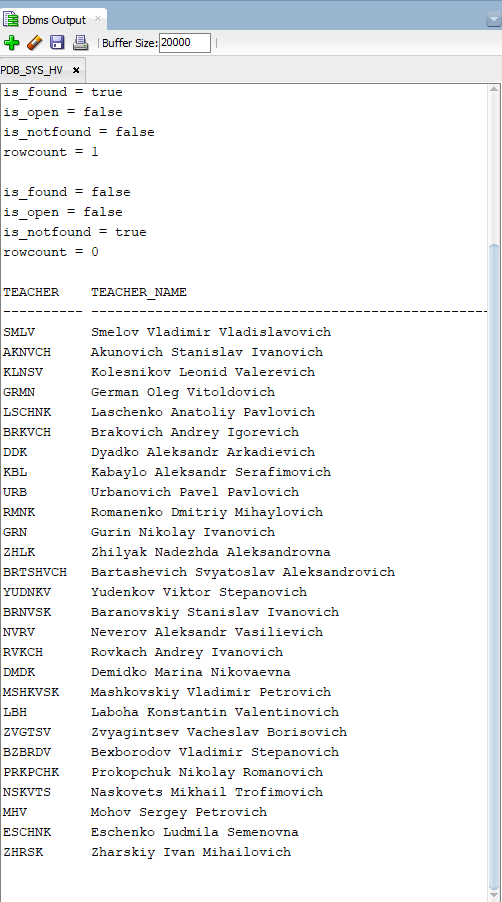 Dbms Output ×
Buffer Size: 20000
PDB_SYS_HV ×
is_found = true
is_open = false
is_notfound = false
rowcount = 1
is_found = false
is_open = false
is_notfound = true
rowcount = 0
TEACHER TEACHER_NAME
---------- --------------------------------------------------
SMLV Smelov Vladimir Vladislavovich
AKNVCH Akunovich Stanislav Ivanovich
KLNSV Kolesnikov Leonid Valerevich
GRMN German Oleg Vitoldovich
LSCHNK Laschenko Anatoliy Pavlovich
BRKVCH Brakovich Andrey Igorevich
DDK Dyadko Aleksandr Arkadievich
KBL Kabaylo Aleksandr Serafimovich
URB Urbanovich Pavel Pavlovich
RMNK Romanenko Dmitriy Mihaylovich
GRN Gurin Nikolay Ivanovich
ZHLK Zhilyak Nadezhda Aleksandrovna
BRTSHVCH Bartashevich Svyatoslav Aleksandrovich
YUDNKV Yudenkov Viktor Stepanovich
BRNVSK Baranovskiy Stanislav Ivanovich
NVRV Neverov Aleksandr Vasilievich
RVKCH Rovkach Andrey Ivanovich
DMDK Demidko Marina Nikovaevna
MSHKVSK Mashkovskiy Vladimir Petrovich
LBH Laboha Konstantin Valentinovich
ZVGTSV Zvyagintsev Vacheslav Borisovich
BZBRDV Bexborodov Vladimir Stepanovich
PRKPCHK Prokopchuk Nikolay Romanovich
NSKVTS Naskovets Mikhail Trofimovich
MHV Mohov Sergey Petrovich
ESCHNK Eschenko Ludmila Semenovna
ZHRSK Zharskiy Ivan Mihailovich